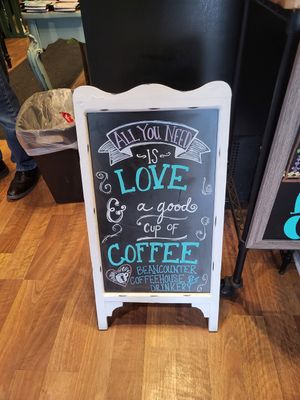 ALL YOU NEED
IS
LOVE
& a good
CUP OF
COFFEE
BEANCOUNTER
COFFEEHOUSE &
DRINKERY